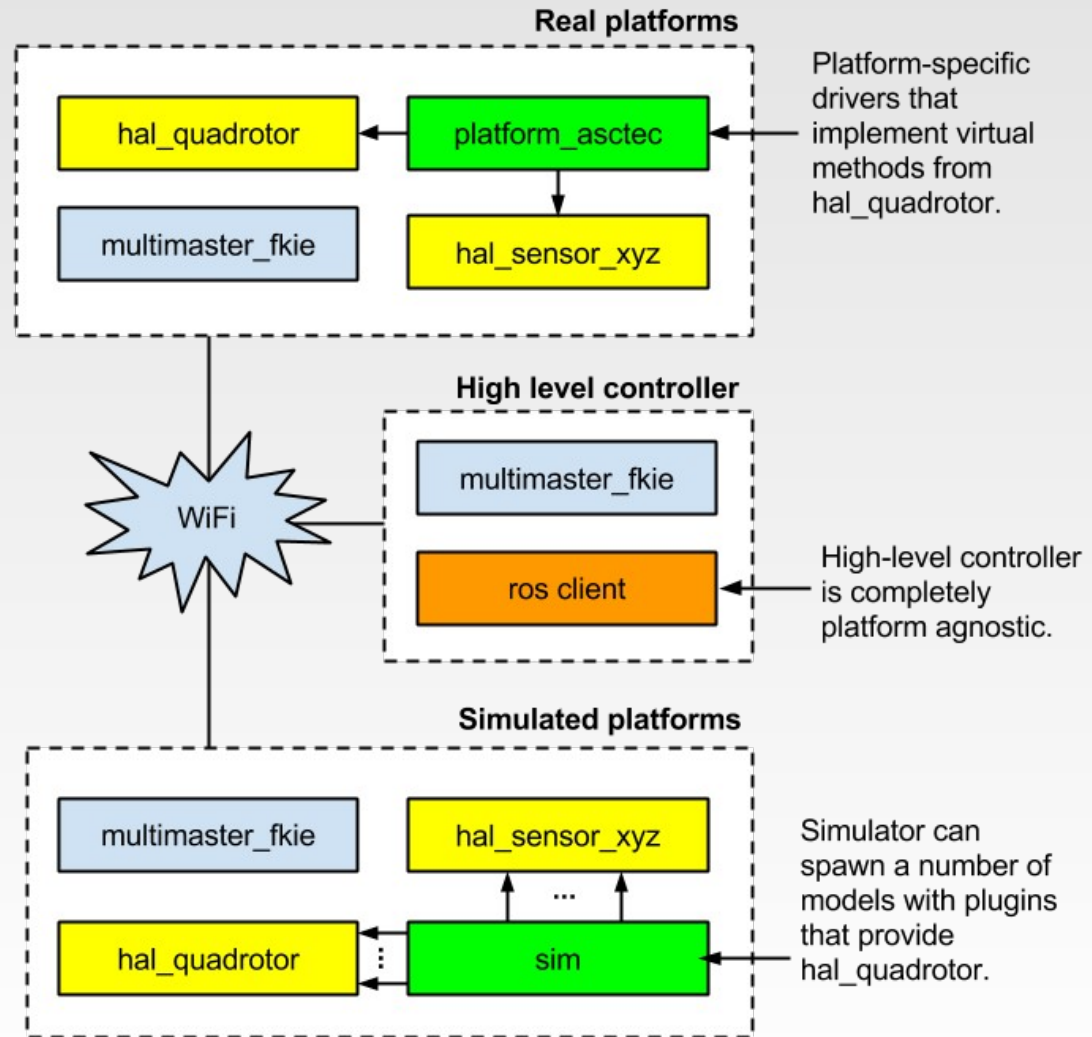 Real platforms
hal_quadrotor
platform_asctec
multimaster_fkie
hal_sensor_xyz
Platform-specific
drivers that
implement virtual
methods from
hal_quadrotor.
High level controller
multimaster_fkie
WiFi
ros client
High-level controller
is completely
platform agnostic.
Simulated platforms
multimaster_fkie
hal_sensor_xyz
...
hal_quadrotor
...
sim
Simulator can
spawn a number of
models with plugins
that provide
hal_quadrotor.